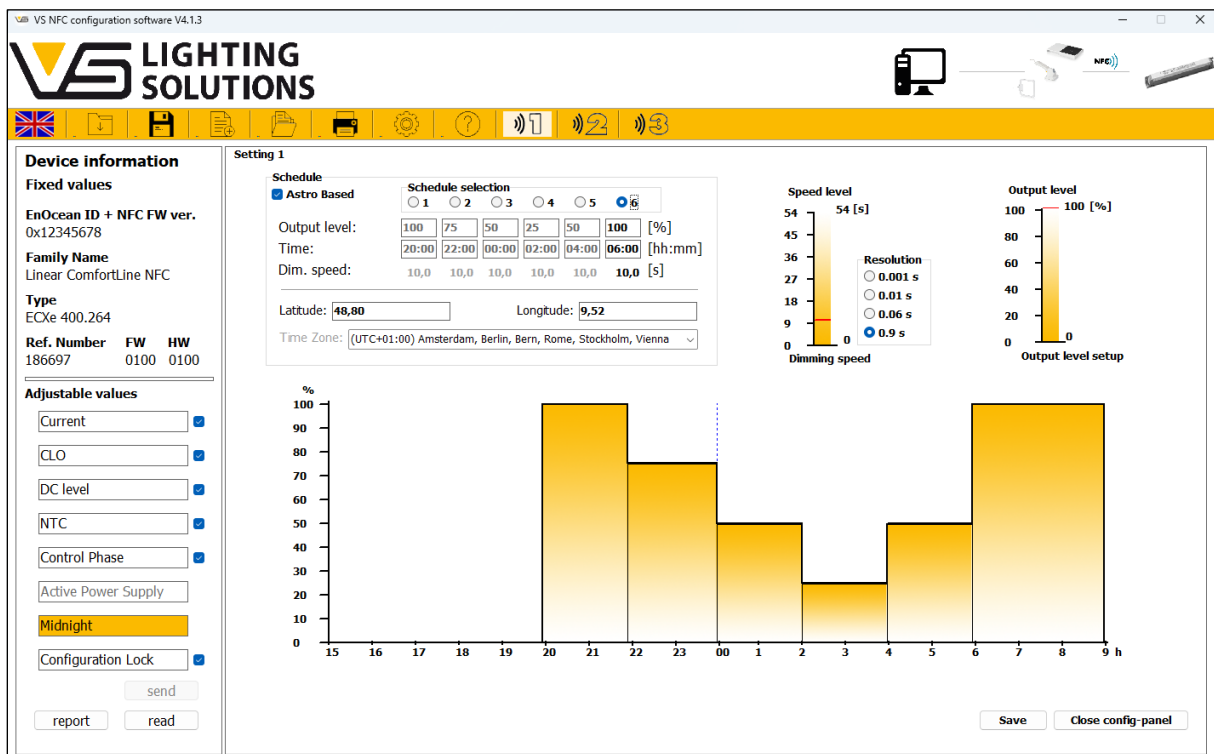 VS NFC configuration software V4.1.3
VS LIGHTING
SOLUTIONS
NFC
1 2 3
Device information
Fixed values
EnOcean ID + NFC FW ver.
0x12345678
Family Name
Linear ComfortLine NFC
Type
ECXe 400.264
Ref. Number FW HW
186697 0100 0100
Adjustable values
Current
CLO
DC level
NTC
Control Phase
Active Power Supply
Midnight
Configuration Lock
send
report read
Setting 1
Schedule
Astro Based
Schedule selection
1 2 3 4 5 6
Output level: 100 75 50 25 50 100 [%]
Time: 20:00 22:00 00:00 02:00 04:00 06:00 [hh:mm]
Dim. speed: 10,0 10,0 10,0 10,0 10,0 10,0 [s]
Latitude: 48,80 Longitude: 9,52
Time Zone: (UTC+01:00) Amsterdam, Berlin, Bern, Rome, Stockholm, Vienna
Speed level
54 54 [s]
45
36
27
18
9
0 0
Dimming speed
Resolution
0.001 s
0.01 s
0.06 s
0.9 s
Output level
100 100 [%]
80
60
40
20
0 0
Output level setup
%
100
90
80
70
60
50
40
30
20
10
0
15 16 17 18 19 20 21 22 23 00 1 2 3 4 5 6 7 8 9 h
Save Close config-panel